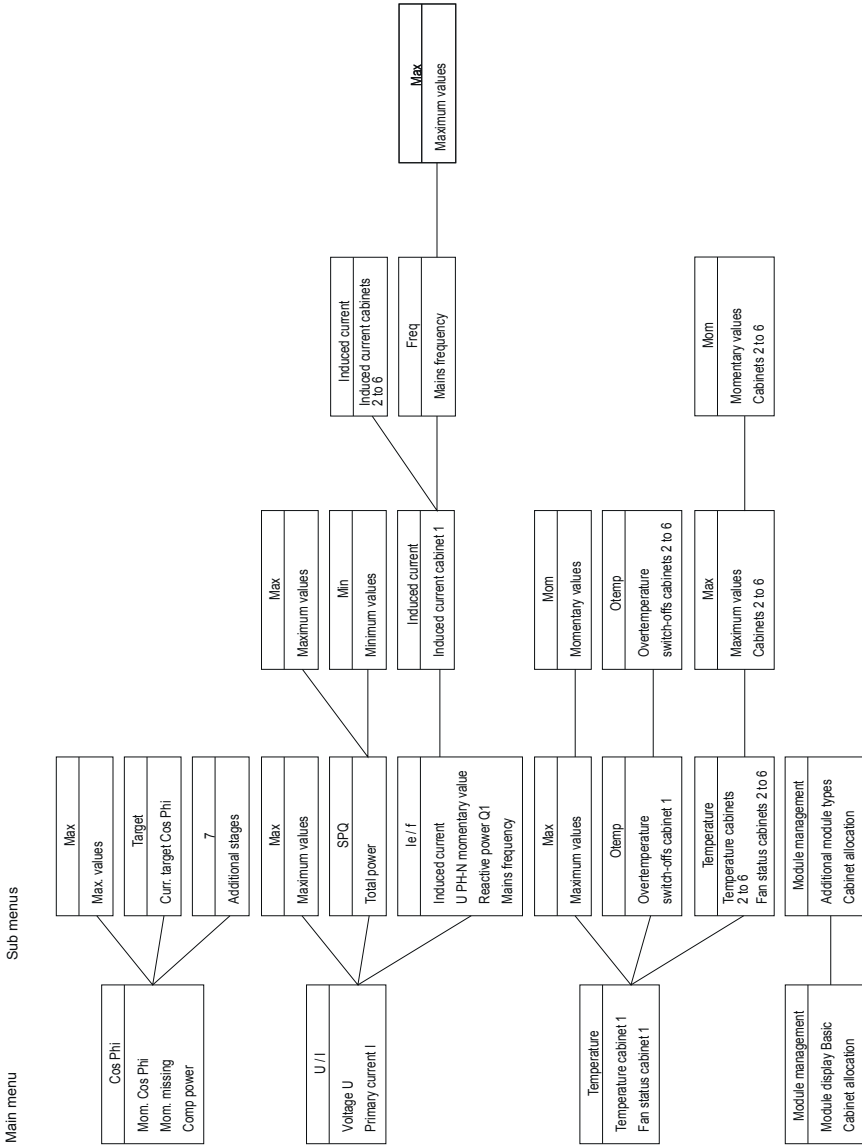 Main menu
Sub menus
Cos Phi
Mom. Cos Phi
Mom. missing
Comp power
Max
Max. values
Target
Curr. target Cos Phi
7
Additional stages
U / I
Voltage U
Primary current I
Max
Maximum values
SPQ
Total power
Ie / f
Induced current
U PH-N momentary value
Reactive power Q1
Mains frequency
Max
Maximum values
Min
Minimum values
Induced current
Induced current cabinet 1
Induced current
Induced current cabinets
2 to 6
Freq
Mains frequency
Max
Maximum values
Temperature
Temperature cabinet 1
Fan status cabinet 1
Max
Maximum values
Otemp
Overtemperature
switch-offs cabinet 1
Temperature
Temperature cabinets
2 to 6
Fan status cabinets 2 to 6
Mom
Momentary values
Otemp
Overtemperature
switch-offs cabinets 2 to 6
Max
Maximum values
Cabinets 2 to 6
Mom
Momentary values
Cabinets 2 to 6
Module management
Module display Basic
Cabinet allocation
Module management
Additional module types
Cabinet allocation